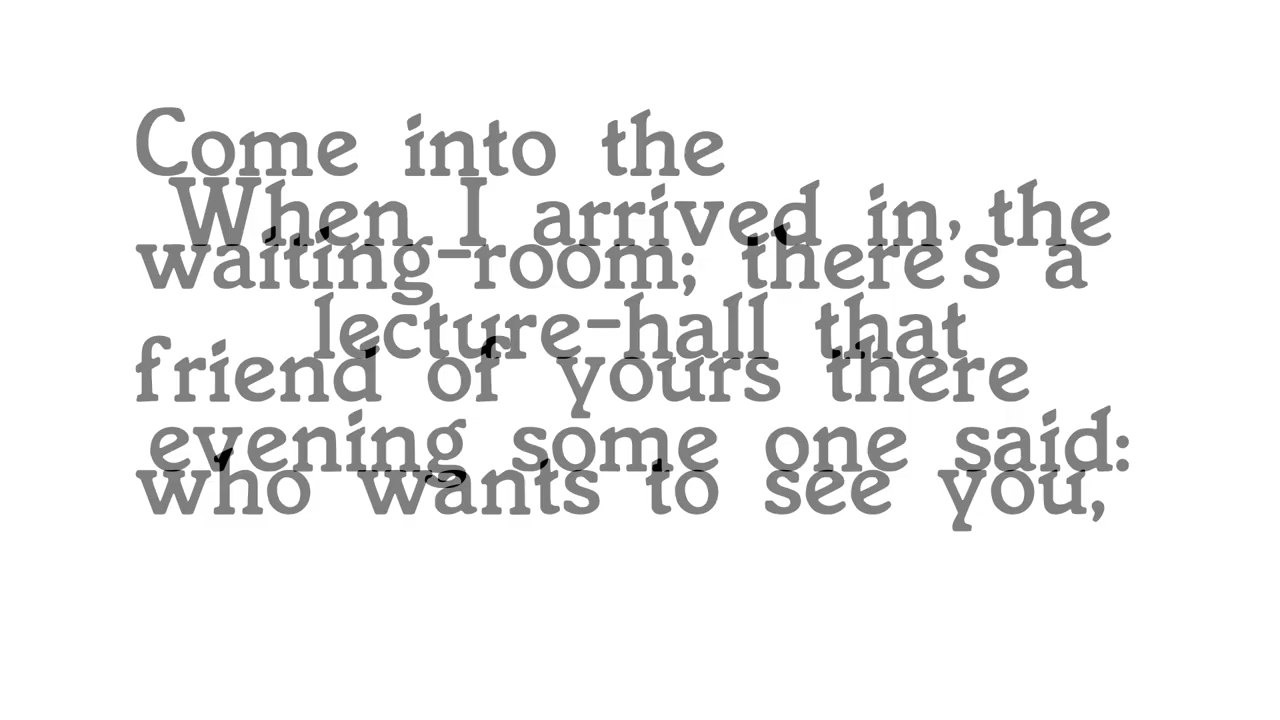 When I arrived in the
lecture-hall that
evening some one said:
Come into the
waiting-room; there's a
friend of yours there
who wants to see you,